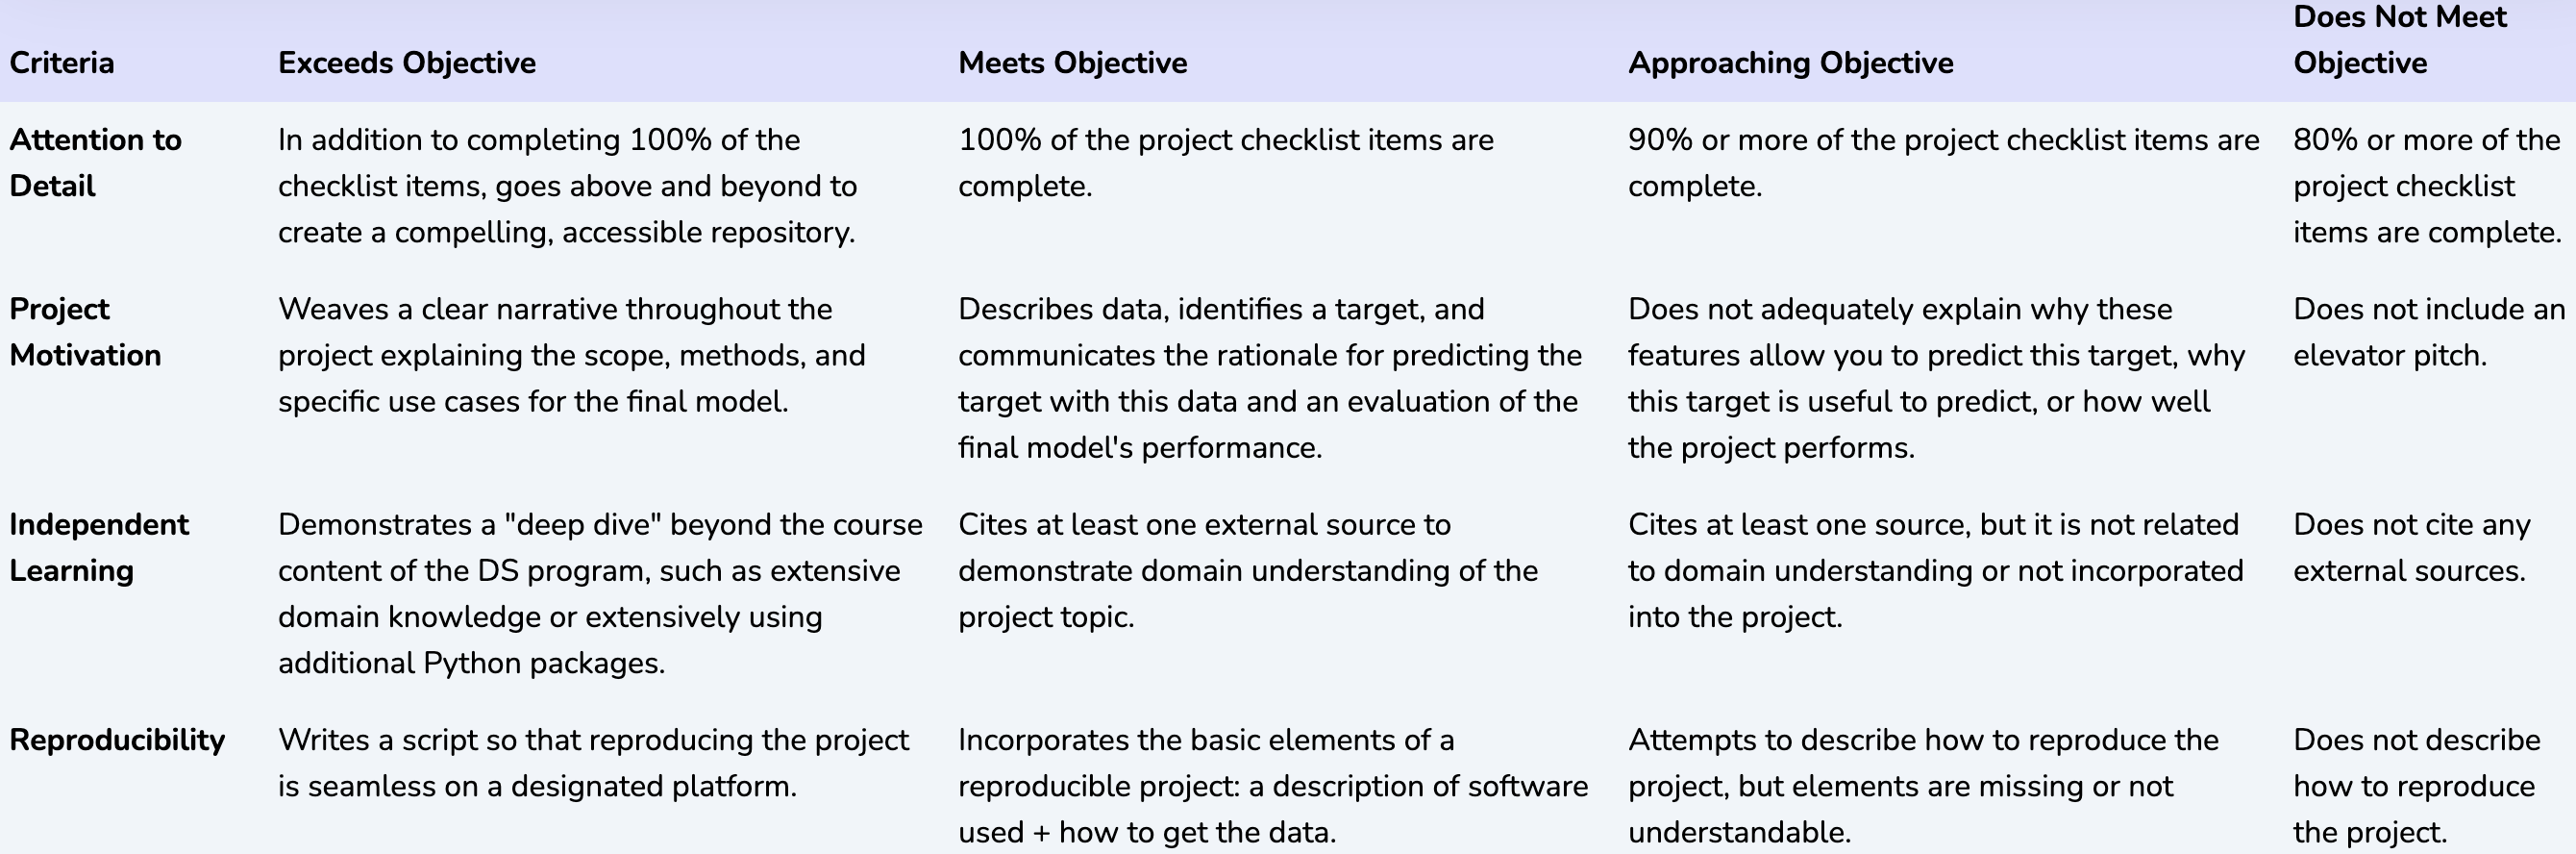 Criteria
Exceeds Objective
Meets Objective
Approaching Objective
Does Not Meet
Objective
Attention to
Detail
In addition to completing 100% of the
checklist items, goes above and beyond to
create a compelling, accessible repository.
100% of the project checklist items are
complete.
90% or more of the project checklist items are
complete.
80% or more of the
project checklist
items are complete.
Project
Motivation
Weaves a clear narrative throughout the
project explaining the scope, methods, and
specific use cases for the final model.
Describes data, identifies a target, and
communicates the rationale for predicting the
target with this data and an evaluation of the
final model's performance.
Does not adequately explain why these
features allow you to predict this target, why
this target is useful to predict, or how well
the project performs.
Does not include an
elevator pitch.
Independent
Learning
Demonstrates a "deep dive" beyond the course
content of the DS program, such as extensive
domain knowledge or extensively using
additional Python packages.
Cites at least one external source to
demonstrate domain understanding of the
project topic.
Cites at least one source, but it is not related
to domain understanding or not incorporated
into the project.
Does not cite any
external sources.
Reproducibility
Writes a script so that reproducing the project
is seamless on a designated platform.
Incorporates the basic elements of a
reproducible project: a description of software
used + how to get the data.
Attempts to describe how to reproduce the
project, but elements are missing or not
understandable.
Does not describe
how to reproduce
the project.